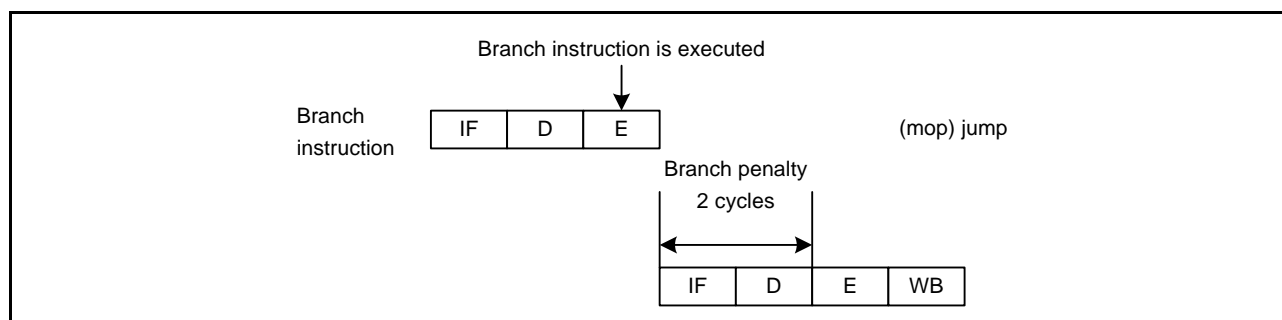 Branch instruction is executed
Branch
instruction
IF D E
(mop) jump
Branch penalty
2 cycles
IF D E WB